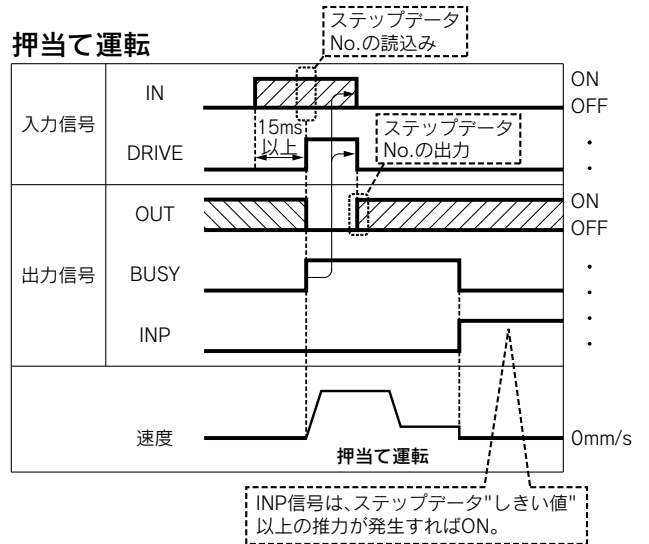 押当て運転
ステップデータ
No.の読込み
入力信号
IN
ON
OFF
15ms
以上
ステップデータ
No.の出力
DRIVE
・
・
出力信号
OUT
ON
OFF
BUSY
・
・
INP
・
・
速度
0mm/s
押当て運転
INP信号は、ステップデータ"しきい値"
以上の推力が発生すればON。